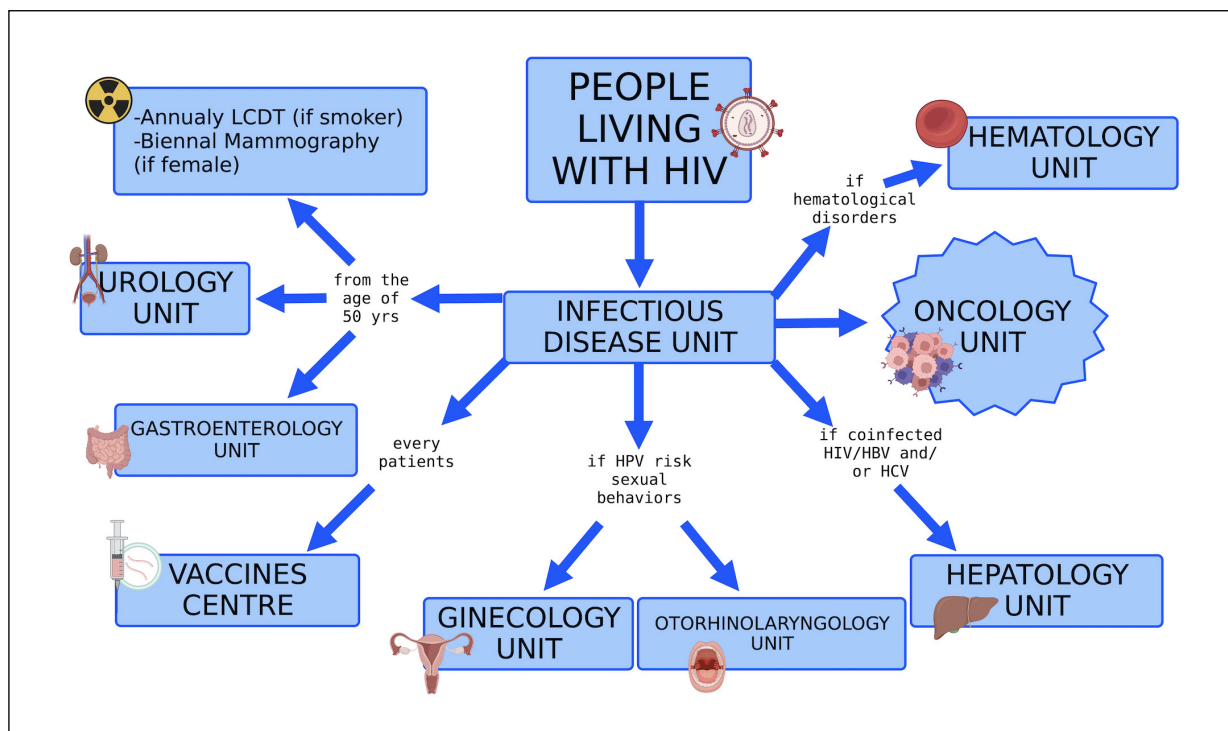 PEOPLE
LIVING
WITH HIV
-Annualy LCDT (if smoker)
-Biennal Mammography
(if female)
HEMATOLOGY
UNIT
if
hematological
disorders
UROLOGY
UNIT
from the
age of
50 yrs
INFECTIOUS
DISEASE UNIT
ONCOLOGY
UNIT
GASTROENTEROLOGY
UNIT
every
patients
if HPV risk
sexual
behaviors
if coinfected
HIV/HBV and/
or HCV
VACCINES
CENTRE
GINECOLOGY
UNIT
OTORHINOLARYNGOLOGY
UNIT
HEPATOLOGY
UNIT